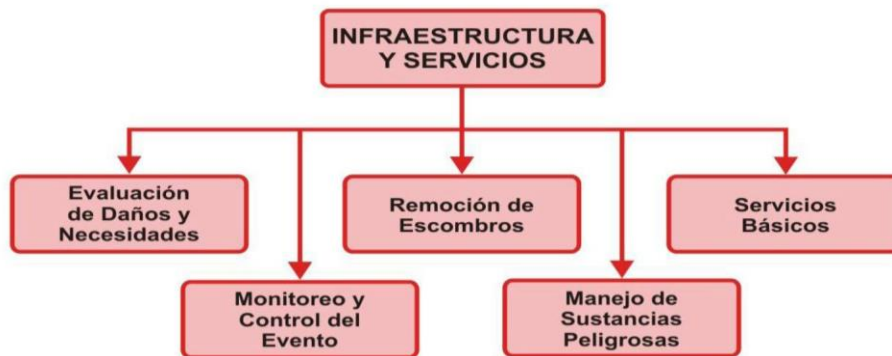 INFRAESTRUCTURA
Y SERVICIOS
Evaluación
de Daños y
Necesidades
Remoción de
Escombros
Servicios
Básicos
Monitoreo y
Control del
Evento
Manejo de
Sustancias
Peligrosas